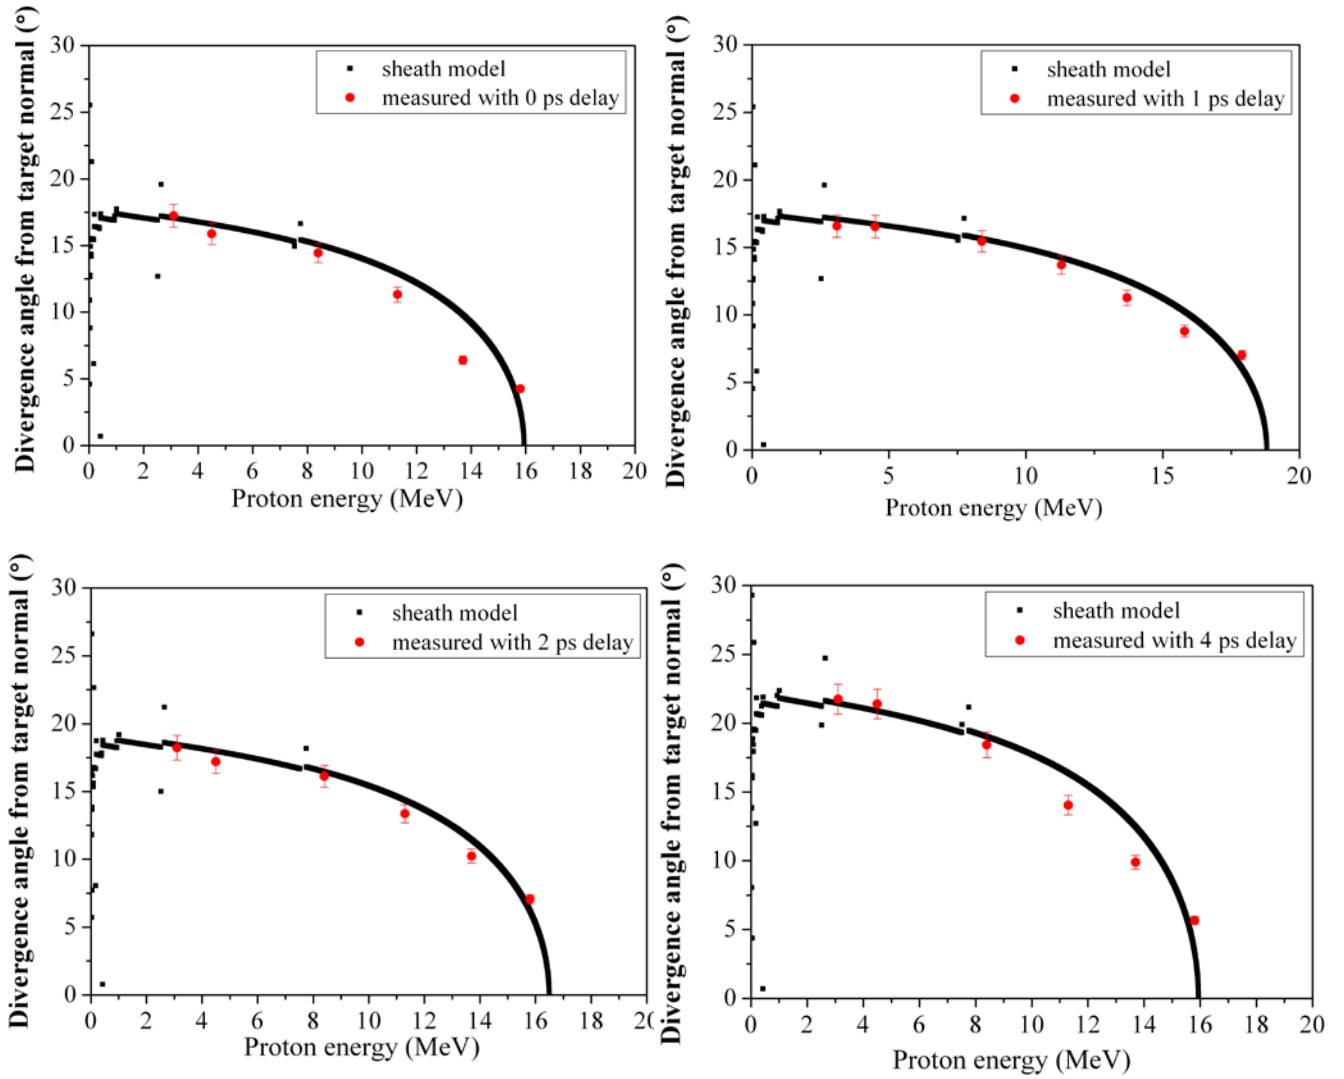 Divergence angle from target normal (°)
30
25
20
15
10
5
0
sheath model
measured with 0 ps delay
0 2 4 6 8 10 12 14 16 18 20
Proton energy (MeV)
Divergence angle from target normal (°)
30
25
20
15
10
5
0
sheath model
measured with 1 ps delay
5 10 15 20
Proton energy (MeV)
Divergence angle from target normal (°)
30
25
20
15
10
5
0
sheath model
measured with 2 ps delay
0 2 4 6 8 10 12 14 16 18 20
Proton energy (MeV)
Divergence angle from target normal (°)
30
25
20
15
10
5
0
sheath model
measured with 4 ps delay
0 2 4 6 8 10 12 14 16 18 20
Proton energy (MeV)